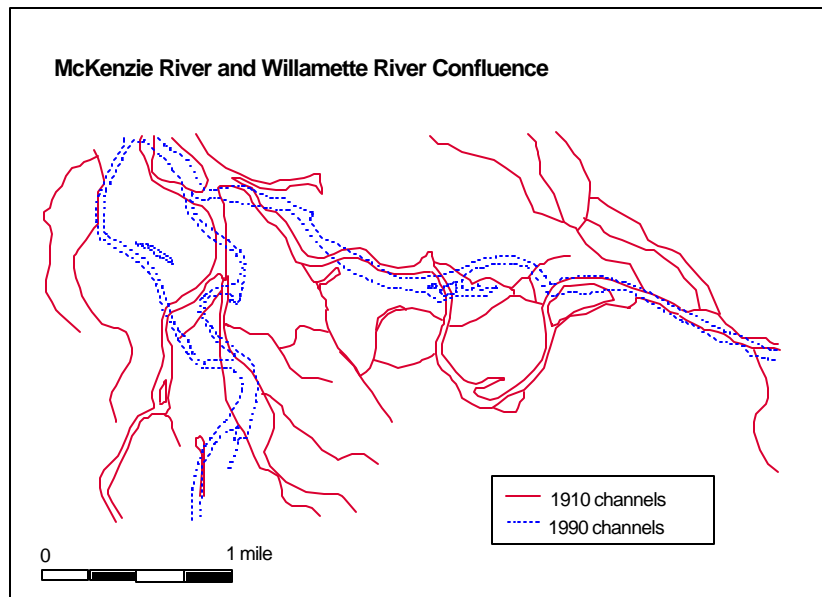 McKenzie River and Willamette River Confluence
1910 channels
1990 channels
0 1 mile